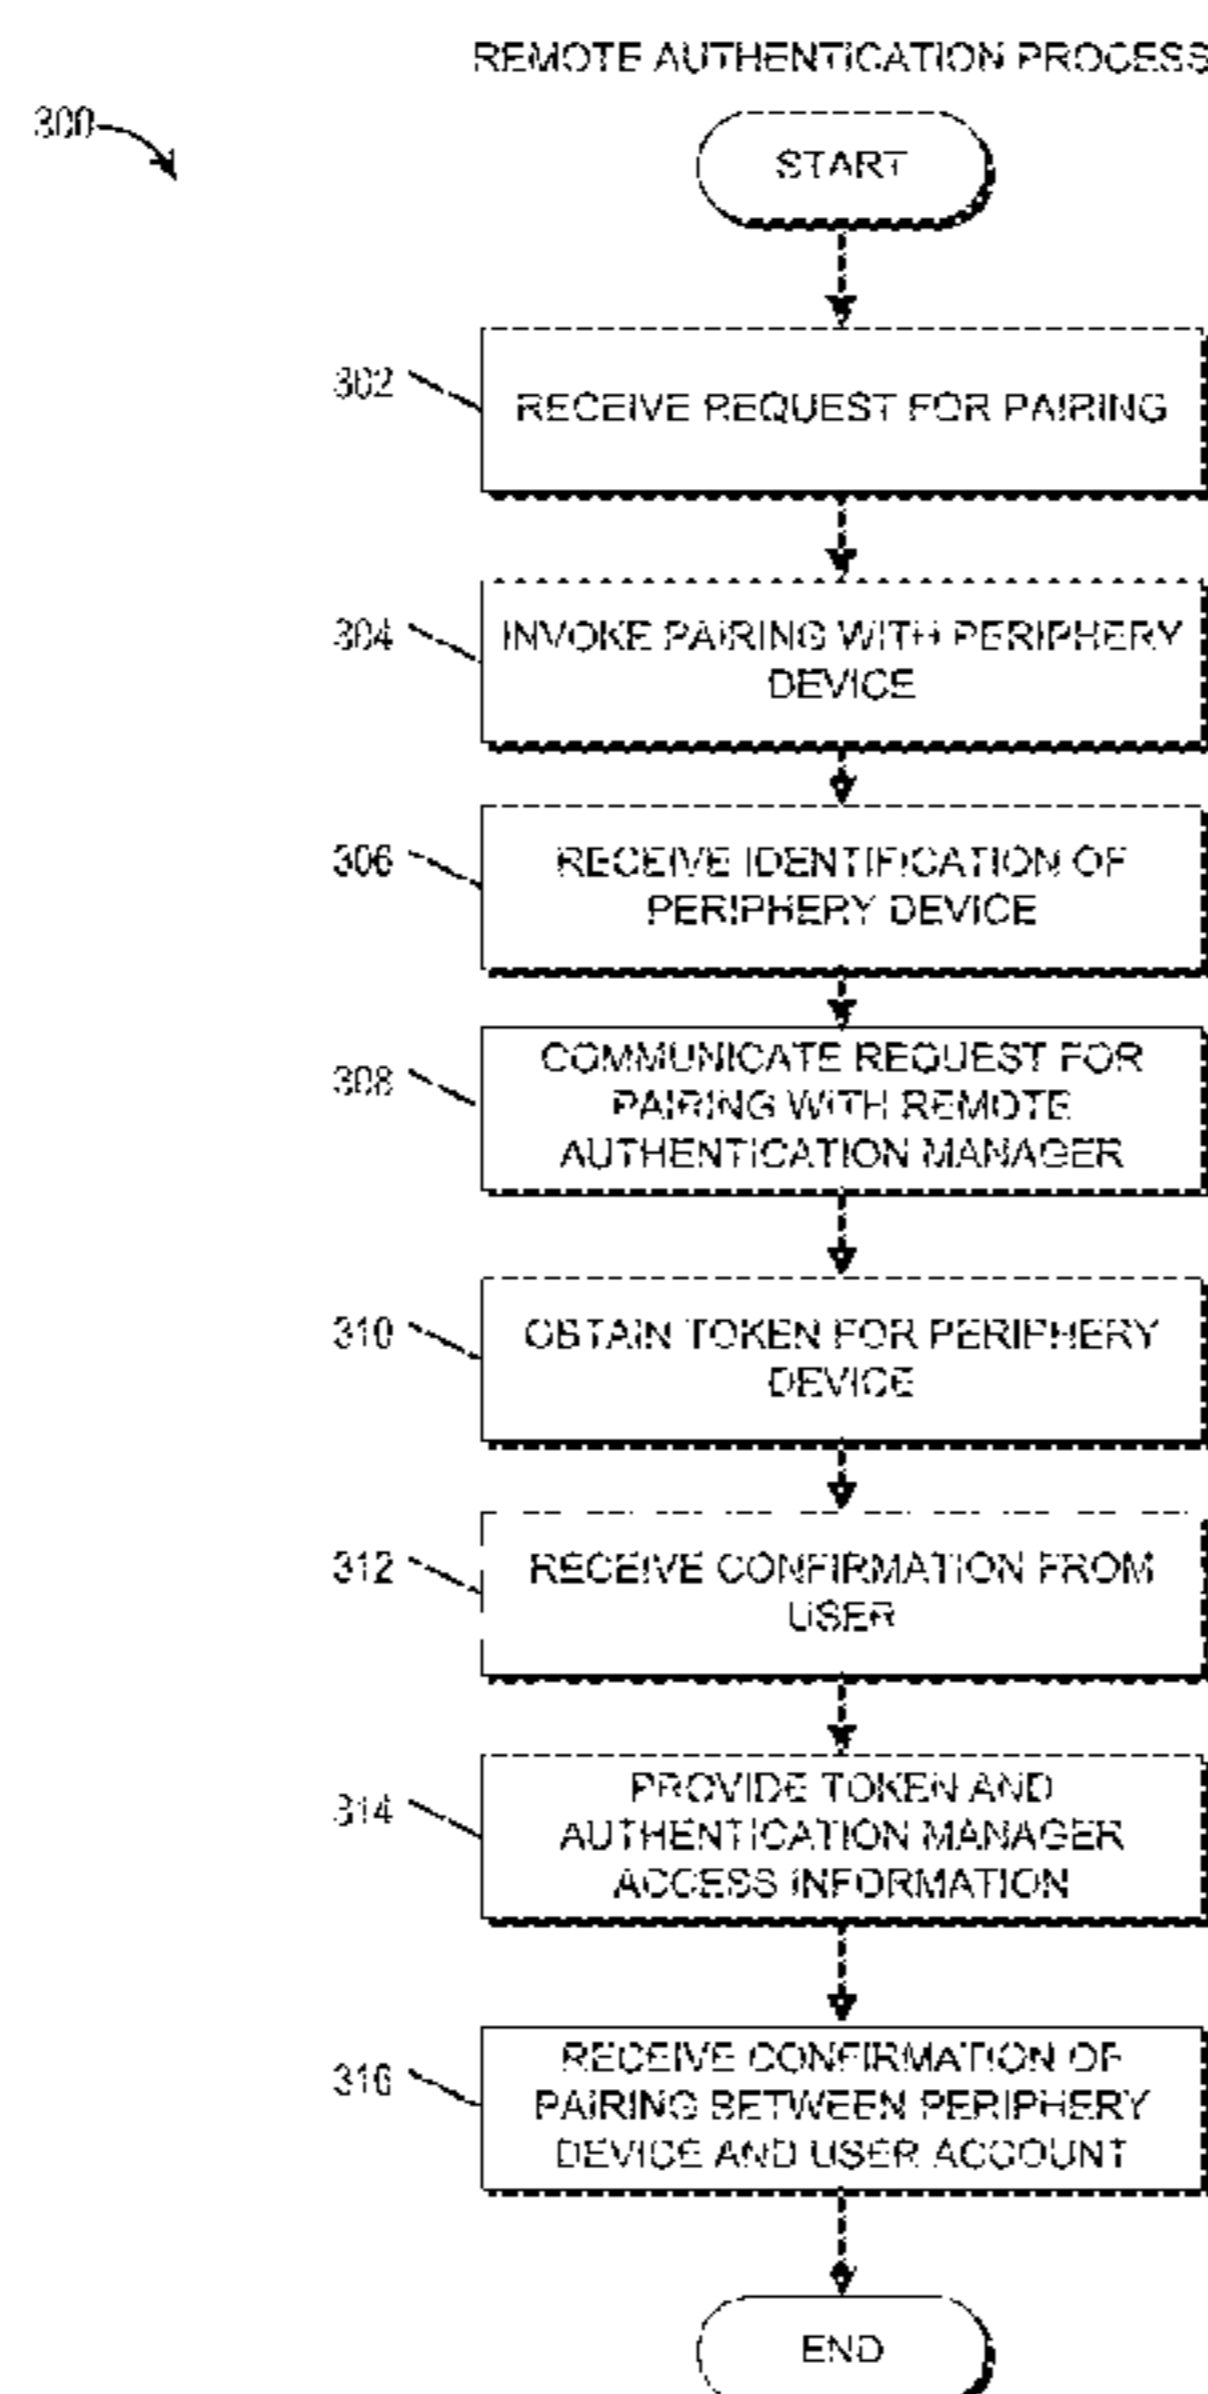 REMOTE AUTHENTICATION PROCESS
300
START
302
RECEIVE REQUEST FOR PAIRING
304
INVOKE PAIRING WITH PERIPHERY
DEVICE
306
RECEIVE IDENTIFICATION OF
PERIPHERY DEVICE
308
COMMUNICATE REQUEST FOR
PAIRING WITH REMOTE
AUTHENTICATION MANAGER
310
OBTAIN TOKEN FOR PERIPHERY
DEVICE
312
RECEIVE CONFIRMATION FROM
USER
314
PROVIDE TOKEN AND
AUTHENTICATION MANAGER
ACCESS INFORMATION
316
RECEIVE CONFIRMATION OF
PAIRING BETWEEN PERIPHERY
DEVICE AND USER ACCOUNT
END